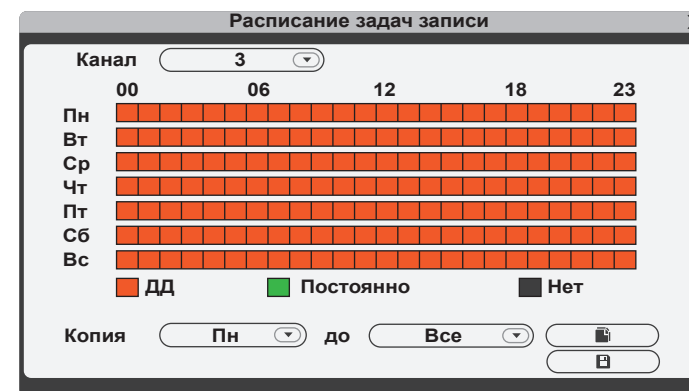 Расписание задач записи
Канал 3
00 06 12 18 23
Пн
Вт
Ср
Чт
Пт
Сб
Вс
ДД Постоянно Нет
Копия Пн до Все